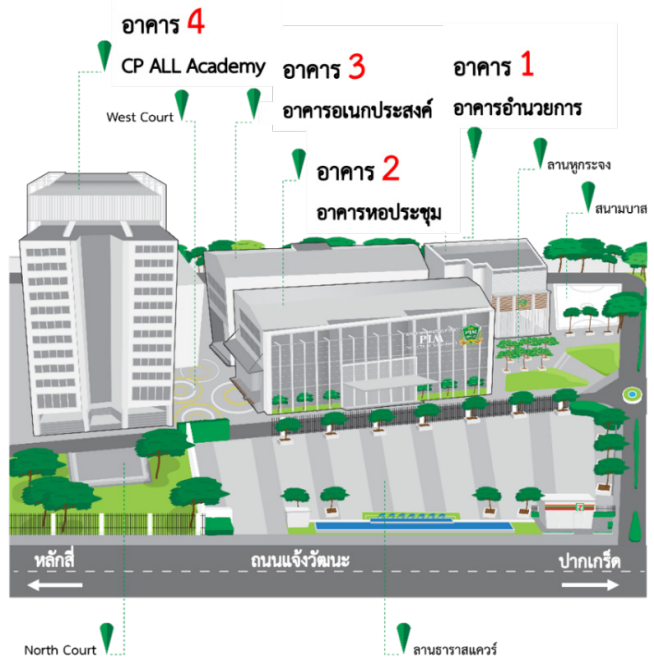 อาคาร 4
CP ALL Academy
อาคาร 3
อาคารอเนกประสงค์
อาคาร 1
อาคารอำนวยการ
West Court
อาคาร 2
อาคารหอประชุม
ลานหูกระจง
สนามบาส
PIM
หลักสี่
ถนนแจ้งวัฒนะ
ปากเกร็ด
North Court
ลานธาราสแควร์